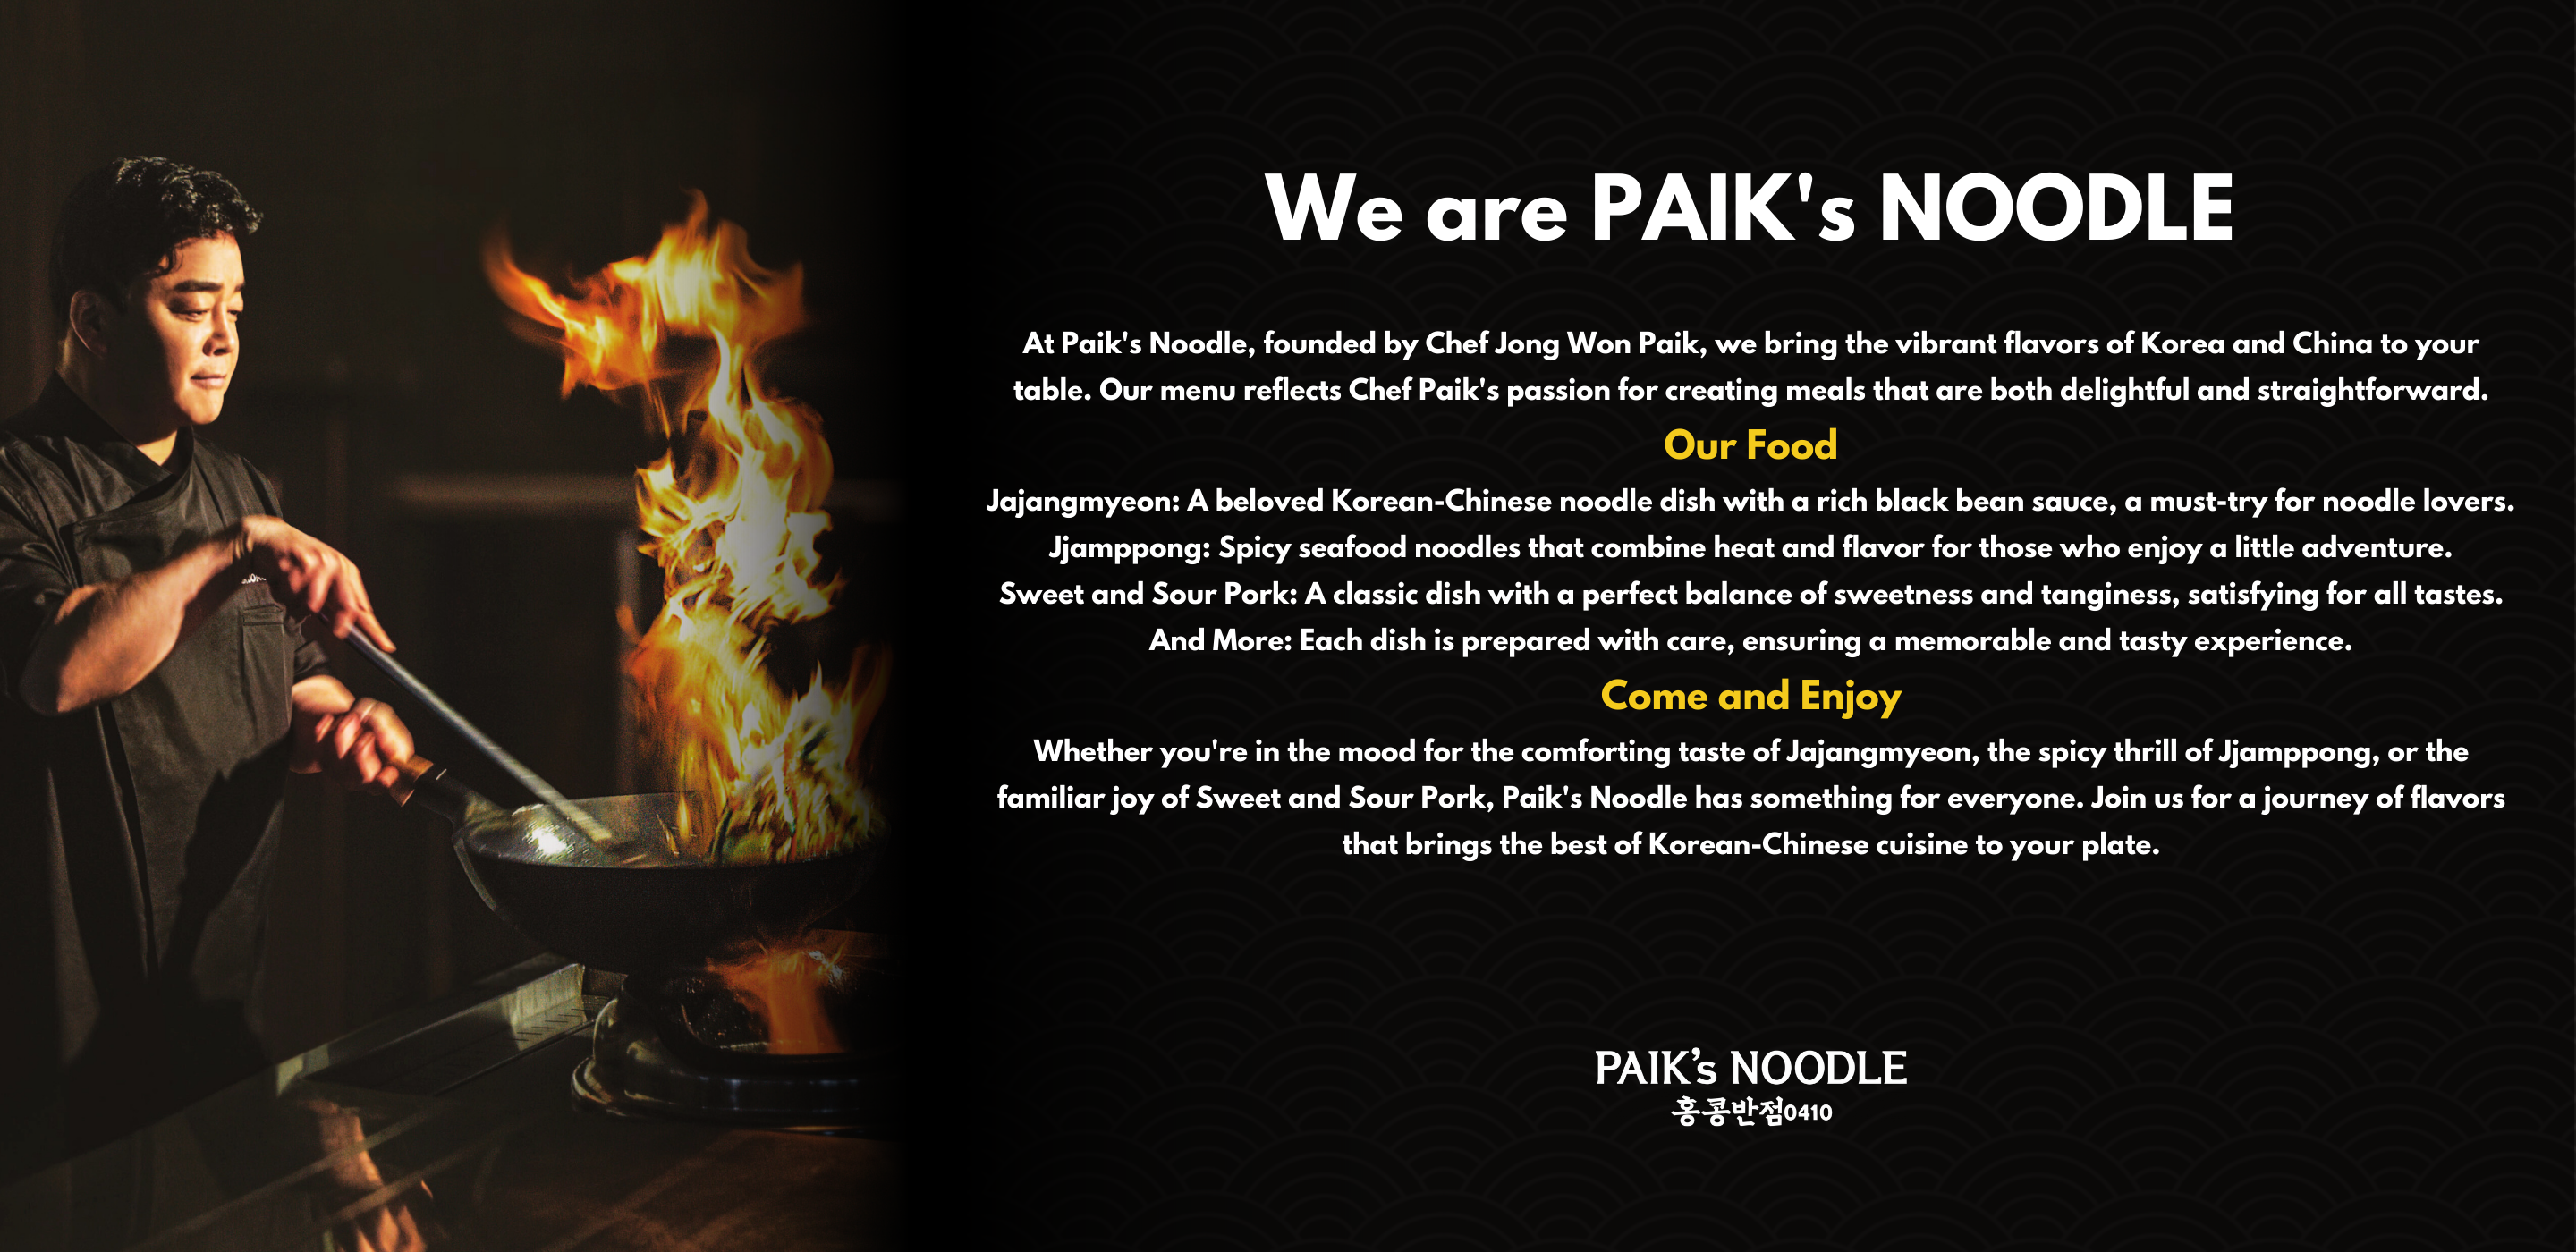 We are PAIK's NOODLE
At Paik's Noodle, founded by Chef Jong Won Paik, we bring the vibrant flavors of Korea and China to your
table. Our menu reflects Chef Paik's passion for creating meals that are both delightful and straightforward.
Our Food
Jajangmyeon: A beloved Korean-Chinese noodle dish with a rich black bean sauce, a must-try for noodle lovers.
Jjamppong: Spicy seafood noodles that combine heat and flavor for those who enjoy a little adventure.
Sweet and Sour Pork: A classic dish with a perfect balance of sweetness and tanginess, satisfying for all tastes.
And More: Each dish is prepared with care, ensuring a memorable and tasty experience.
Come and Enjoy
Whether you're in the mood for the comforting taste of Jajangmyeon, the spicy thrill of Jjamppong, or the
familiar joy of Sweet and Sour Pork, Paik's Noodle has something for everyone. Join us for a journey of flavors
that brings the best of Korean-Chinese cuisine to your plate.
PAIK’s NOODLE
홍콩반점0410